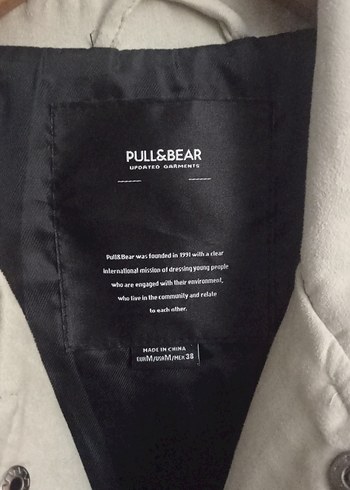 PULL&BEAR
UPDATED GARMENTS
Pull&Bear was founded in 1991 with a clear
international mission of dressing young people
who are engaged with their environment,
who live in the community and relate
to each other.
MADE IN CHINA
EURM/USRM/MEX 38